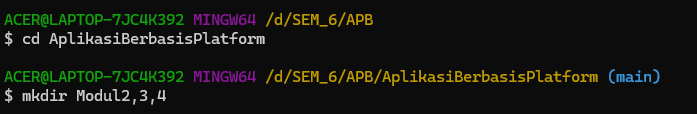 ACER@LAPTOP-7JC4K392 MINGW64 /d/SEM_6/APB
$ cd AplikasiBerbasisPlatform
ACER@LAPTOP-7JC4K392 MINGW64 /d/SEM_6/APB/AplikasiBerbasisPlatform (main)
$ mkdir Modul2,3,4